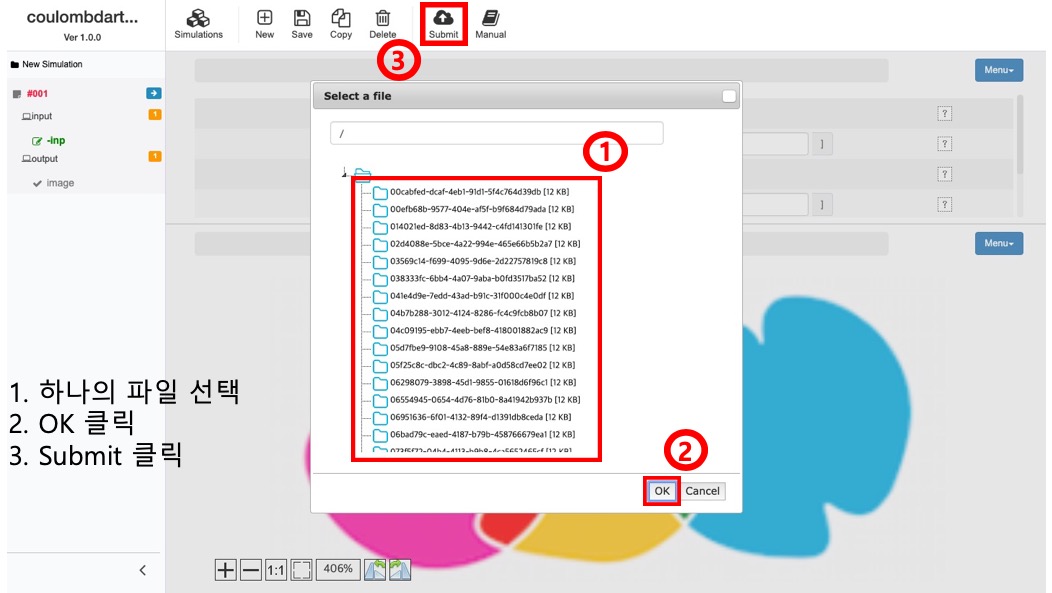 coulombdart...
Ver 1.0.0
Simulations
New
Save
Copy
Delete
Submit
Manual
3
New Simulation
Menu
#001
input
1
-inp
output
1
image
Select a file
/
1
]
?
?
?
]
?
Menu
00cabfed-dcaf-4eb1-91d1-5f4c764d39db [12 KB]
00efb68b-9577-404e-af5f-b9f684d79ada [12 KB]
014021ed-8d83-4b13-9442-c4fd141301fe [12 KB]
02d4088e-5bce-4a22-994e-465e66b5b2a7 [12 KB]
03569c14-f699-4095-9d6e-2d22757819c8 [12 KB]
038333fc-6bb4-4a07-9aba-b0fd3517ba52 [12 KB]
041e4d9e-7edd-43ad-b91c-31f000c4e0df [12 KB]
04b7b288-3012-4124-8286-fc4c9fcb8b07 [12 KB]
04c09195-ebb7-4eeb-bef8-418001882ac9 [12 KB]
05d7fbe9-9108-45a8-889e-54e83a6f7185 [12 KB]
05f25c8c-dbc2-4c89-8abf-a0d58cd7ee02 [12 KB]
06298079-3898-45d1-9855-01618d6f96c1 [12 KB]
06554945-0654-4d76-81b0-8a41942b937b [12 KB]
06951636-6f01-4132-89f4-d1391db8ceda [12 KB]
06bad79c-eaed-4187-b79b-458766679ea1 [12 KB]
1. 하나의 파일 선택
2. OK 클릭
3. Submit 클릭
2
OK
Cancel
1:1
406%